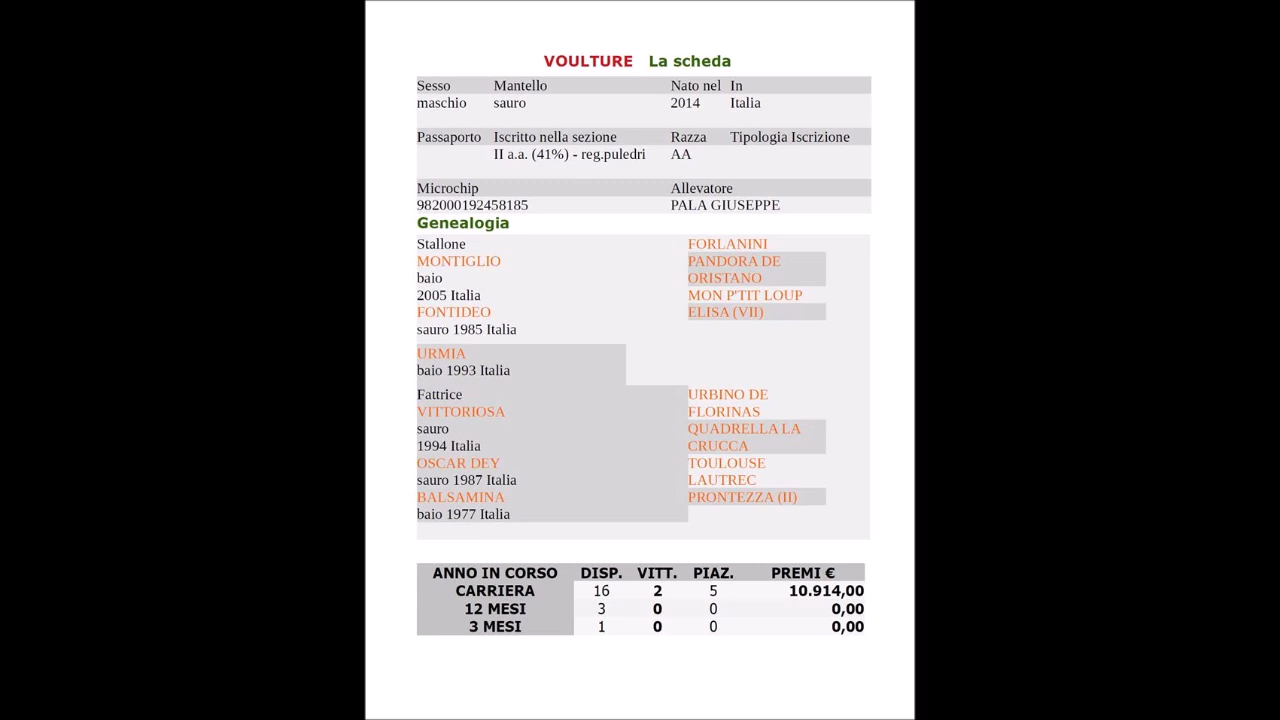 VOULTURE La scheda
Sesso Mantello Nato nel In
maschio sauro 2014 Italia
Passaporto Iscritto nella sezione Razza Tipologia Iscrizione
II a.a. (41%) - reg.puledri AA
Microchip Allevatore
982000192458185 PALA GIUSEPPE
Genealogia
Stallone FORLANINI
MONTIGLIO PANDORA DE
baio ORISTANO
2005 Italia MON P'TIT LOUP
FONTIDEO ELISA (VII)
sauro 1985 Italia
URMIA
baio 1993 Italia
Fattrice URBINO DE
VITTORIOSA FLORINAS
sauro QUADRELLA LA
1994 Italia CRUCCA
OSCAR DEY TOULOUSE
sauro 1987 Italia LAUTREC
BALSAMINA PRONTEZZA (II)
baio 1977 Italia
ANNO IN CORSO DISP. VITT. PIAZ. PREMI €
CARRIERA 16 2 5 10.914,00
12 MESI 3 0 0 0,00
3 MESI 1 0 0 0,00